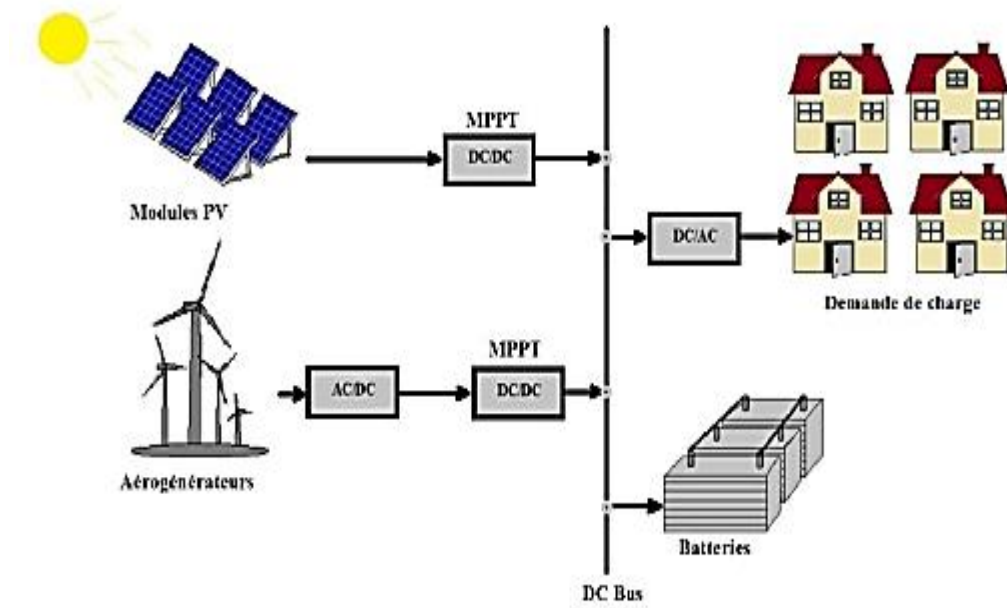 MPPT
DC/DC
Modules PV
DC/AC
Demande de charge
MPPT
AC/DC
DC/DC
Aérogénérateurs
Batteries
DC Bus